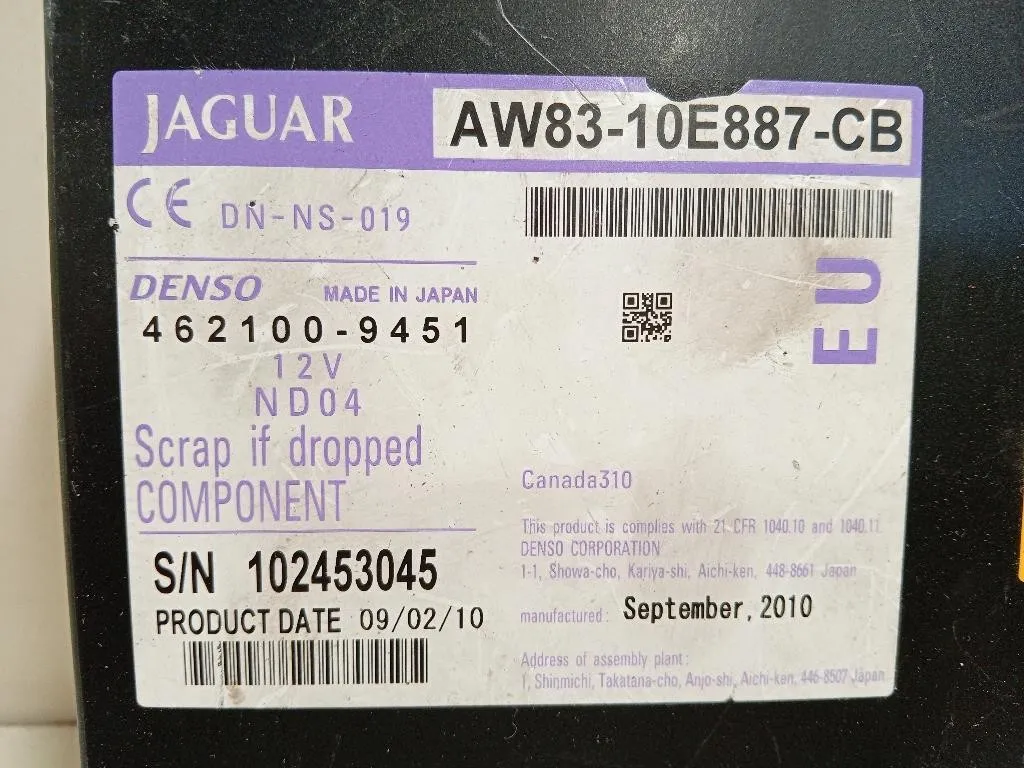 JAGUAR
AW83-10E887-CB
CE DN-NS-019
EU
DENSO MADE IN JAPAN
462100-9451
12V
ND04
Scrap if dropped
COMPONENT
S/N 102453045
PRODUCT DATE 09/02/10
Canada310
This product is complies with 21 CFR 1040.10 and 1040.11.
DENSO CORPORATION
1-1, Showa-cho, Kariya-shi, Aichi-ken, 448-8661 Japan
manufactured: September, 2010
Address of assembly plant:
1, Shinmichi, Takatana-cho, Anjo-shi, Aichi-ken, 446-8507 Japan